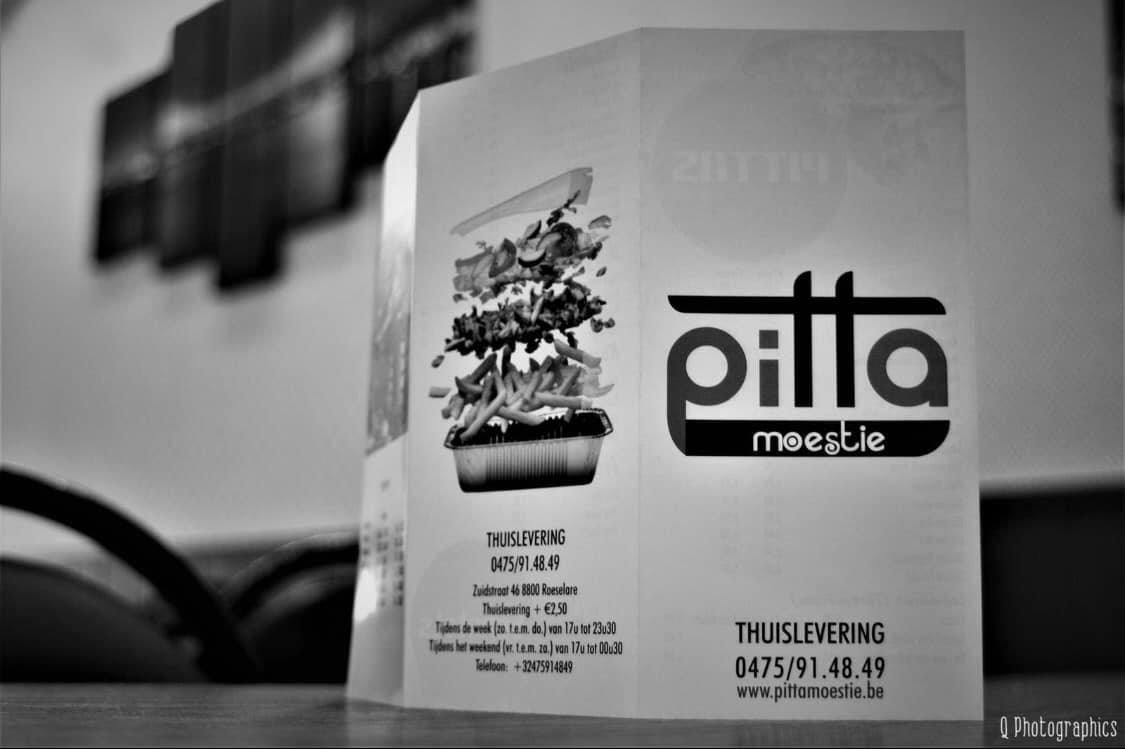 THUISLEVERING
0475/91.48.49
Zuidstraat 46 8800 Roeselare
Thuislevering + €2,50
Tijdens de week (zo. t.e.m. do.) van 17u tot 23u30
Tijdens het weekend (vr. t.e.m. za.) van 17u tot 00u30
Telefoon: +32475914849
pitta
moestie
THUISLEVERING
0475/91.48.49
www.pittamoestie.be
Q Photographics